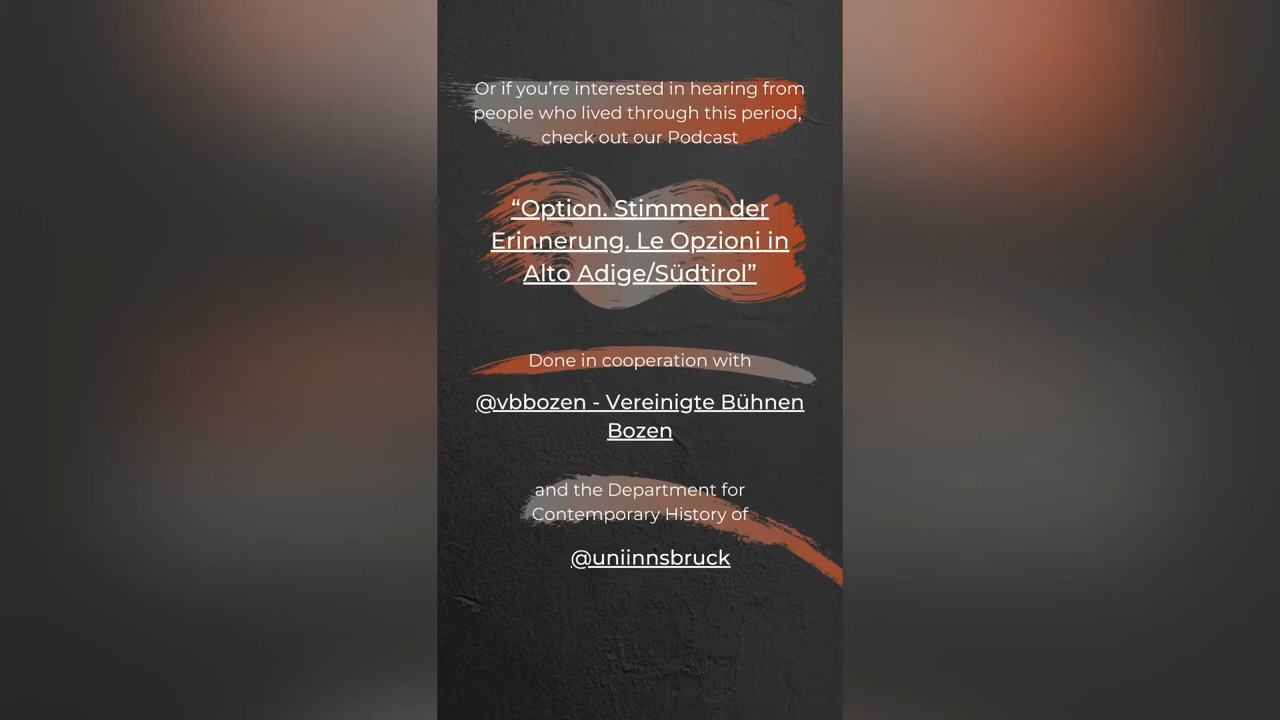 Or if you're interested in hearing from
people who lived through this period,
check out our Podcast
“Option. Stimmen der
Erinnerung. Le Opzioni in
Alto Adige/Südtirol”
Done in cooperation with
@vbbozen - Vereinigte Bühnen
Bozen
and the Department for
Contemporary History of
@uniinnsbruck